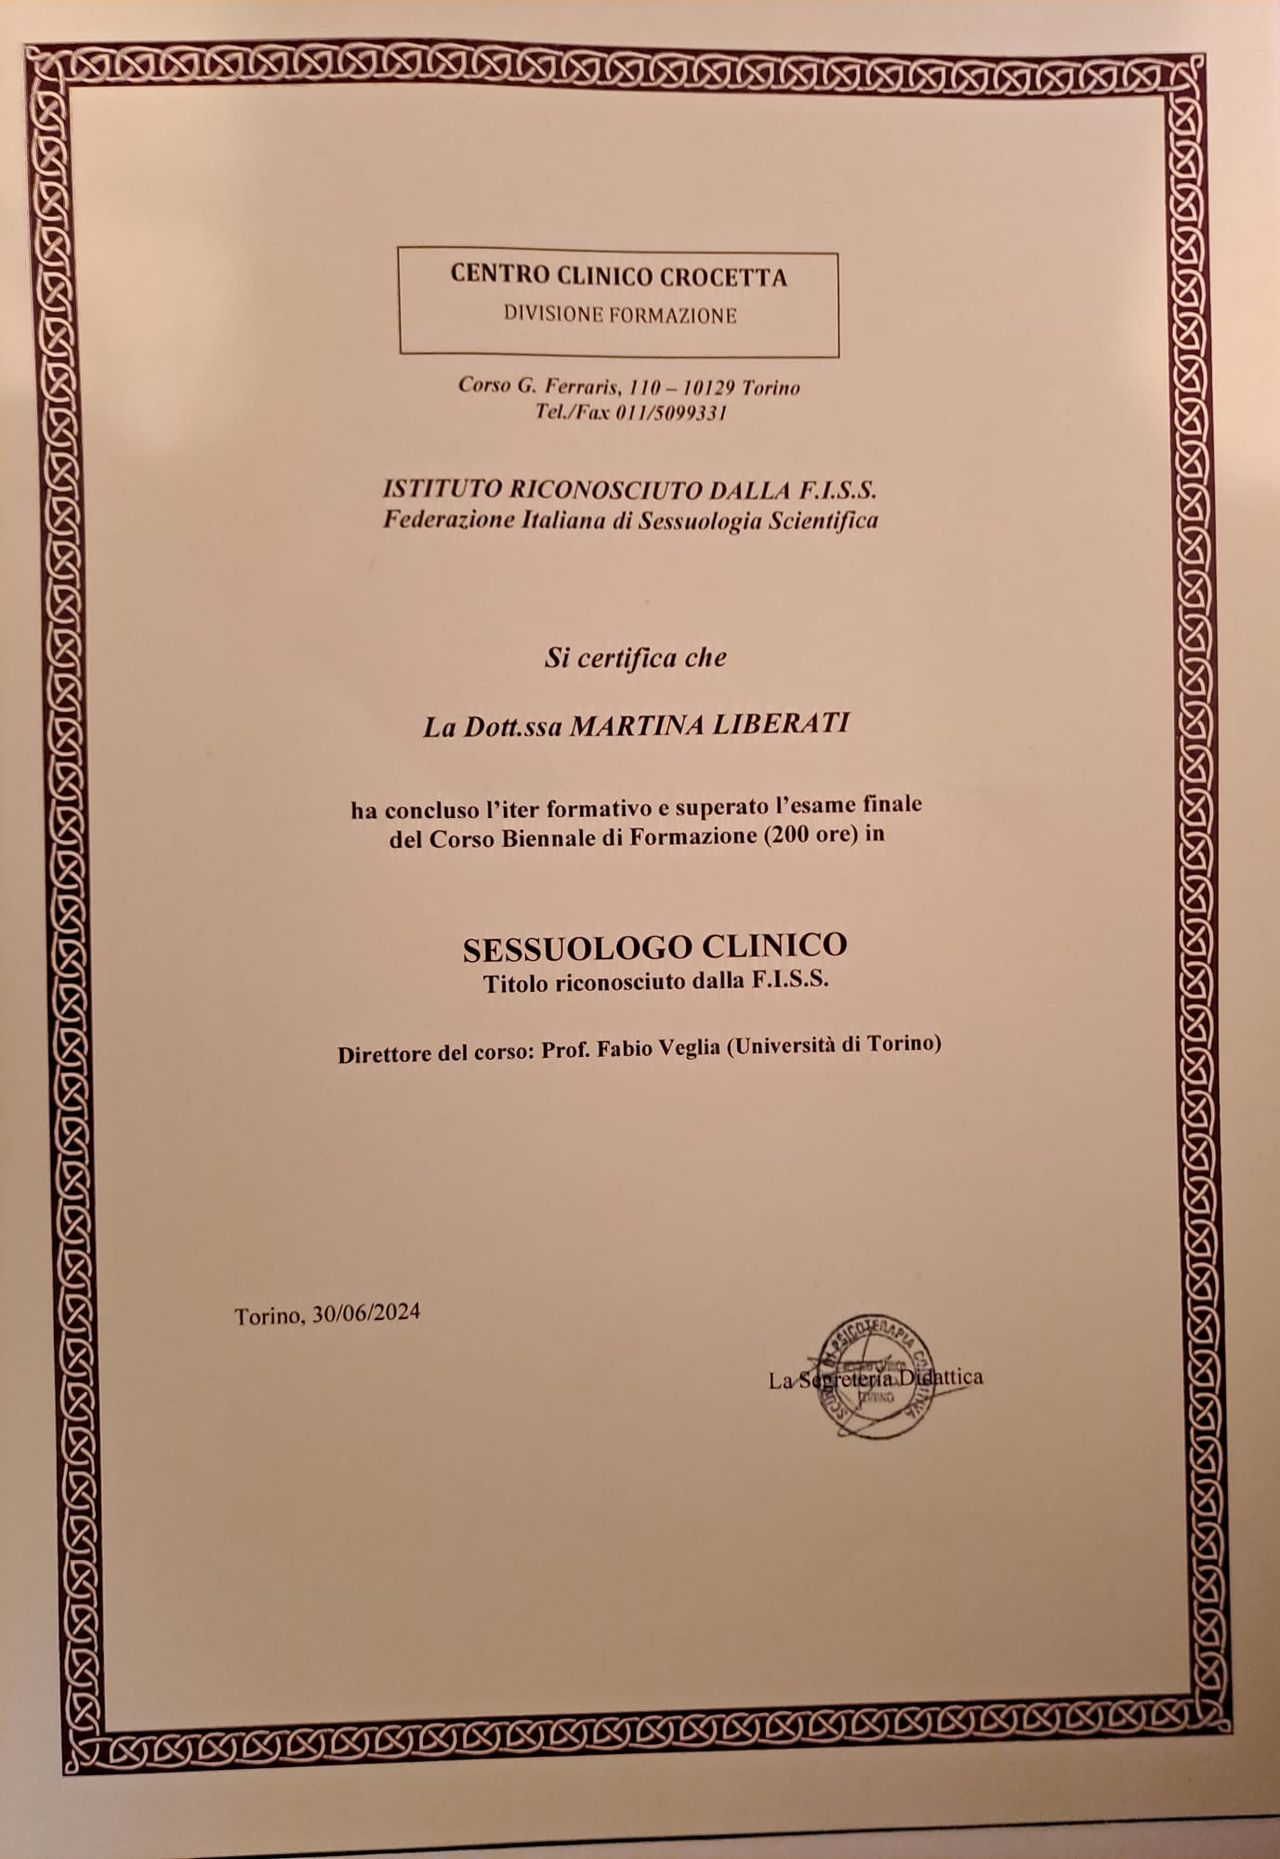 CENTRO CLINICO CROCETTA
DIVISIONE FORMAZIONE
Corso G. Ferraris, 110 – 10129 Torino
Tel./Fax 011/5099331
ISTITUTO RICONOSCIUTO DALLA F.I.S.S.
Federazione Italiana di Sessuologia Scientifica
Si certifica che
La Dott.ssa MARTINA LIBERATI
ha concluso l'iter formativo e superato l'esame finale
del Corso Biennale di Formazione (200 ore) in
SESSUOLOGO CLINICO
Titolo riconosciuto dalla F.I.S.S.
Direttore del corso: Prof. Fabio Veglia (Università di Torino)
Torino, 30/06/2024
La Segreteria Didattica
DI PSICOTERAPIA
TORINO